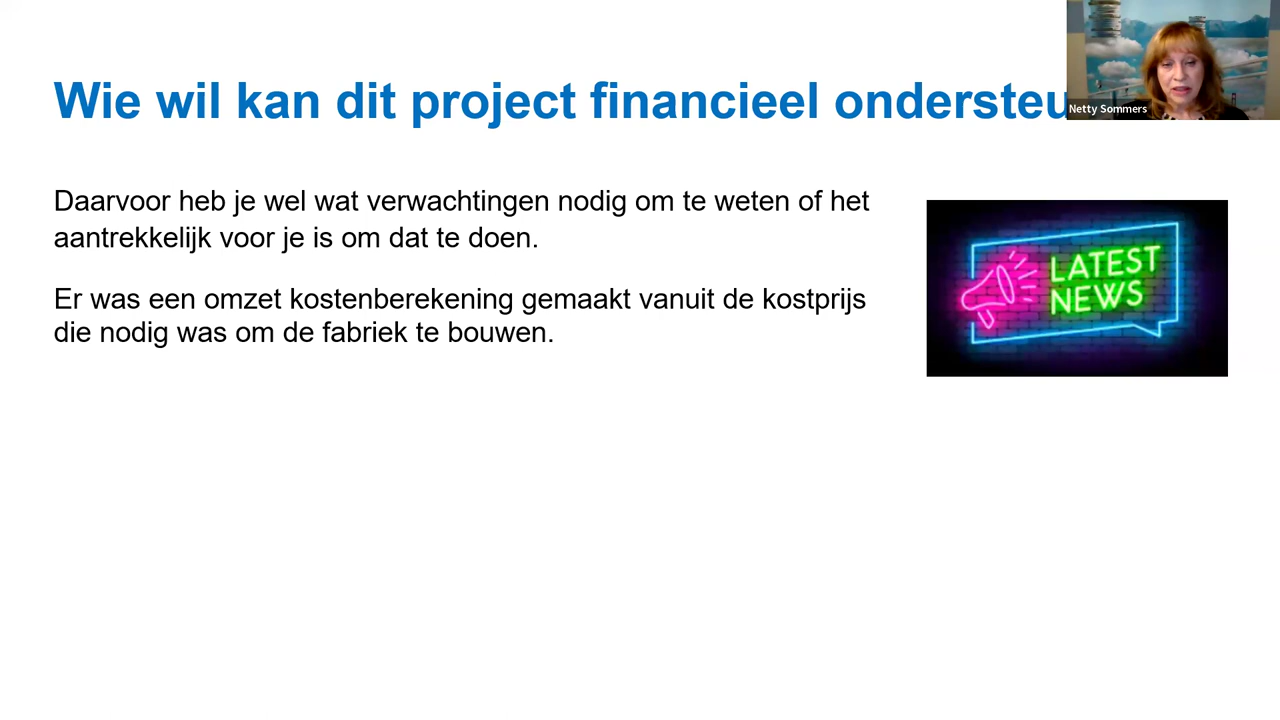 Wie wil kan dit project financieel ondersteu
Netty Sommers
Daarvoor heb je wel wat verwachtingen nodig om te weten of het
aantrekkelijk voor je is om dat te doen.
Er was een omzet kostenberekening gemaakt vanuit de kostprijs
die nodig was om de fabriek te bouwen.
LATEST
NEWS